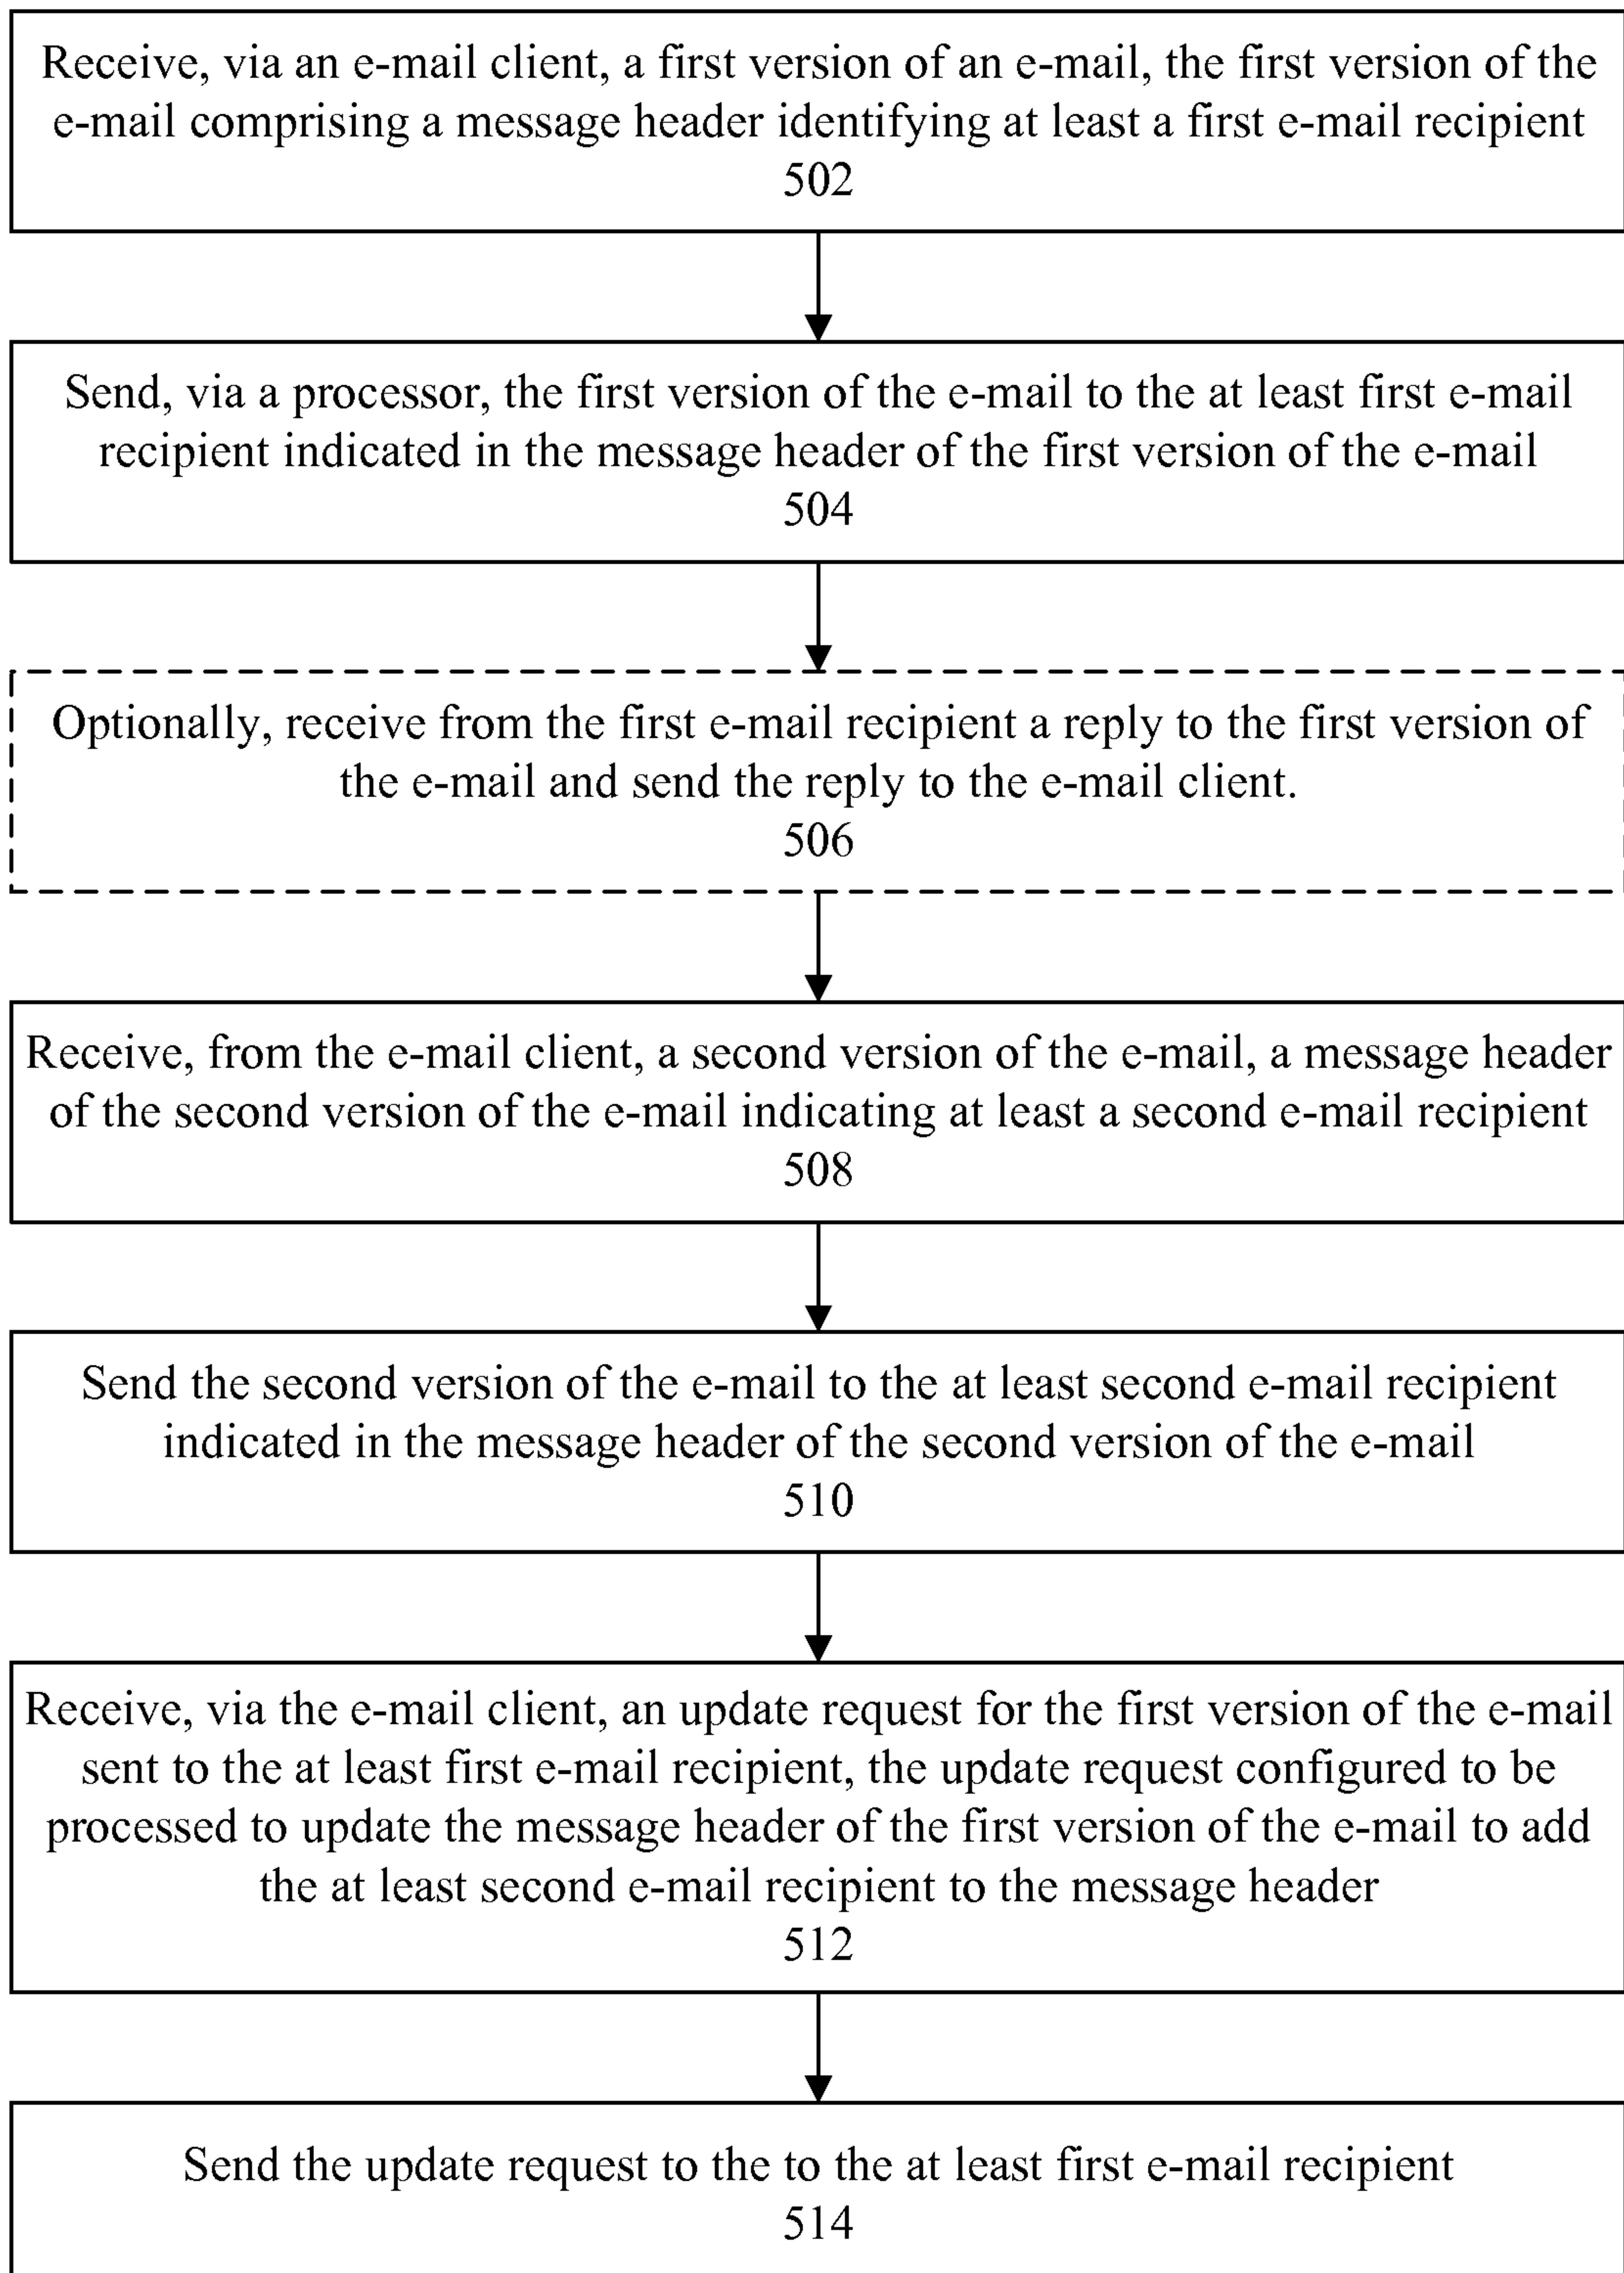 Receive, via an e-mail client, a first version of an e-mail, the first version of the
e-mail comprising a message header identifying at least a first e-mail recipient
502
Send, via a processor, the first version of the e-mail to the at least first e-mail
recipient indicated in the message header of the first version of the e-mail
504
Optionally, receive from the first e-mail recipient a reply to the first version of
the e-mail and send the reply to the e-mail client.
506
Receive, from the e-mail client, a second version of the e-mail, a message header
of the second version of the e-mail indicating at least a second e-mail recipient
508
Send the second version of the e-mail to the at least second e-mail recipient
indicated in the message header of the second version of the e-mail
510
Receive, via the e-mail client, an update request for the first version of the e-mail
sent to the at least first e-mail recipient, the update request configured to be
processed to update the message header of the first version of the e-mail to add
the at least second e-mail recipient to the message header
512
Send the update request to the to the at least first e-mail recipient
514